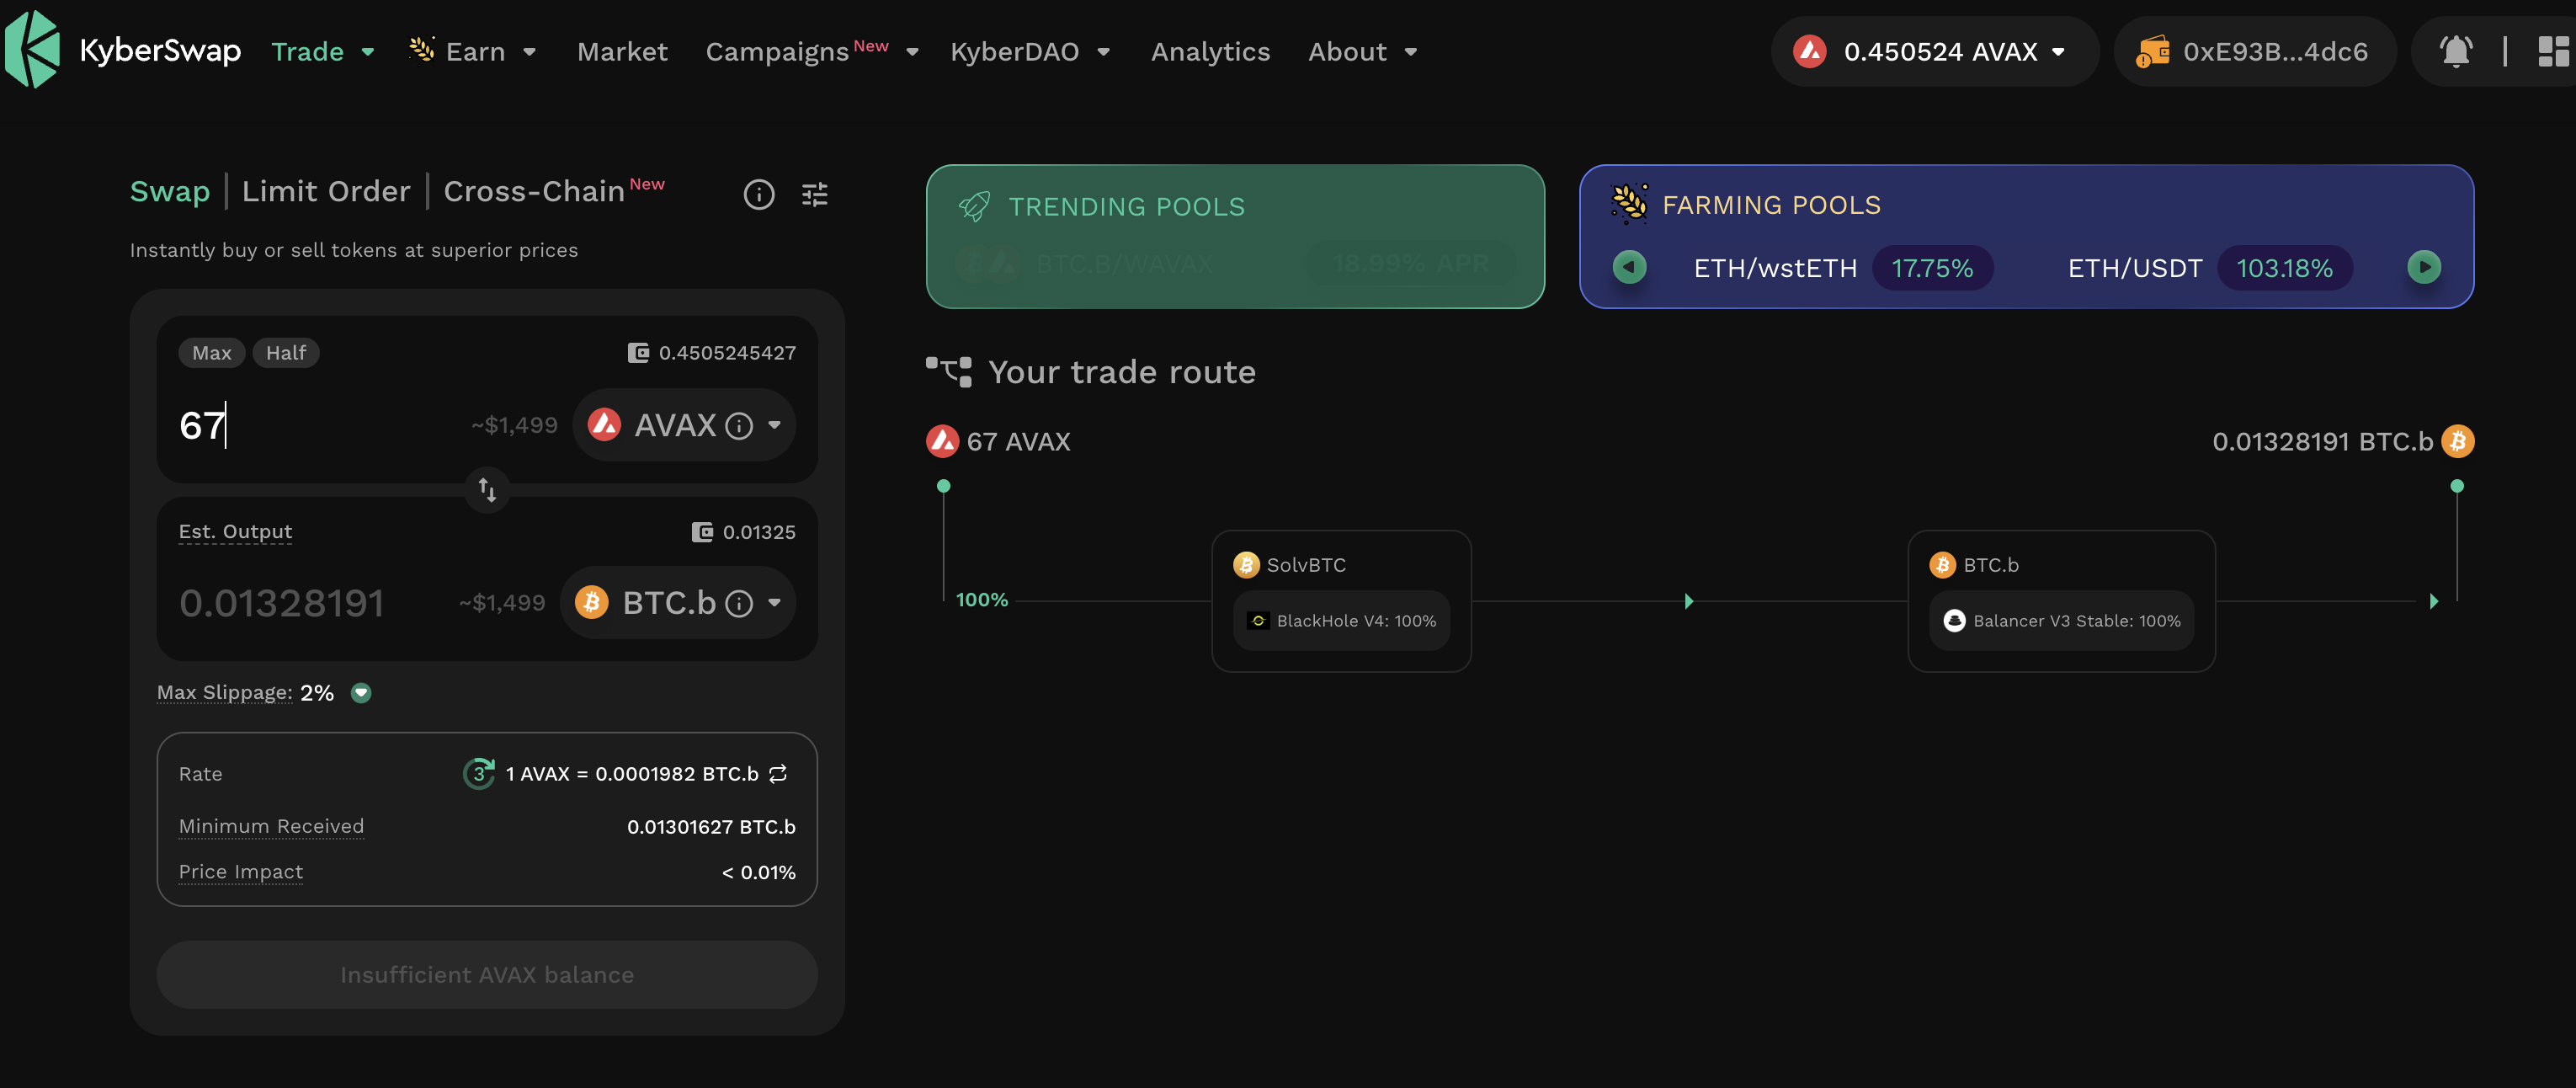 KyberSwap
Trade
Earn
Market
Campaigns New
KyberDAO
Analytics
About
0.450524 AVAX
0xE93B...4dc6
Swap
Limit Order
Cross-Chain New
Instantly buy or sell tokens at superior prices
Max
Half
0.4505245427
67
~$1,499
AVAX
Est. Output
0.01325
0.01328191
~$1,499
BTC.b
Max Slippage: 2%
Rate
3
1 AVAX = 0.0001982 BTC.b
Minimum Received
0.01301627 BTC.b
Price Impact
< 0.01%
Insufficient AVAX balance
TRENDING POOLS
BTC.B/WAVAX
18.99% APR
FARMING POOLS
ETH/wstETH
17.75%
ETH/USDT
103.18%
Your trade route
67 AVAX
0.01328191 BTC.b
100%
SolvBTC
BlackHole V4: 100%
BTC.b
Balancer V3 Stable: 100%